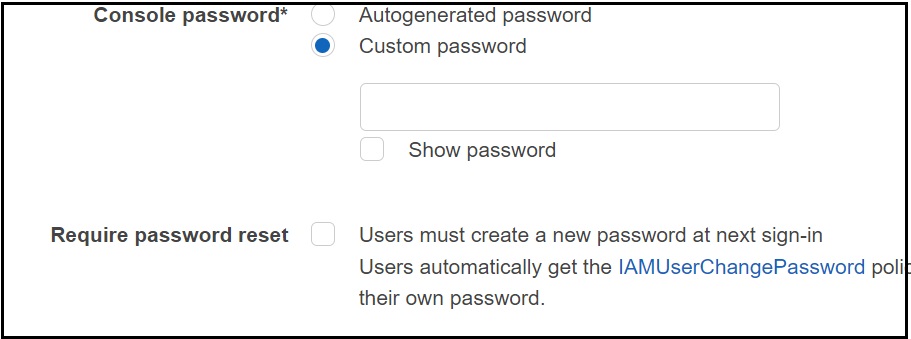 Console password* Autogenerated password
Custom password
Show password
Require password reset Users must create a new password at next sign-in
Users automatically get the IAMUserChangePassword polic
their own password.